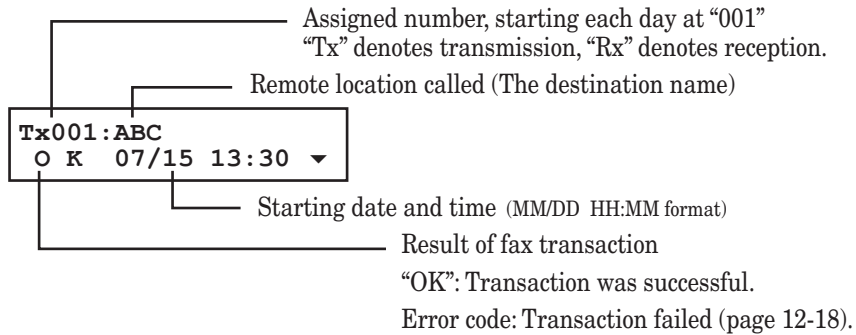 Assigned number, starting each day at “001”
“Tx” denotes transmission, “Rx” denotes reception.
Remote location called (The destination name)
Tx001:ABC
O K 07/15 13:30
Starting date and time (MM/DD HH:MM format)
Result of fax transaction
“OK”: Transaction was successful.
Error code: Transaction failed (page 12-18).